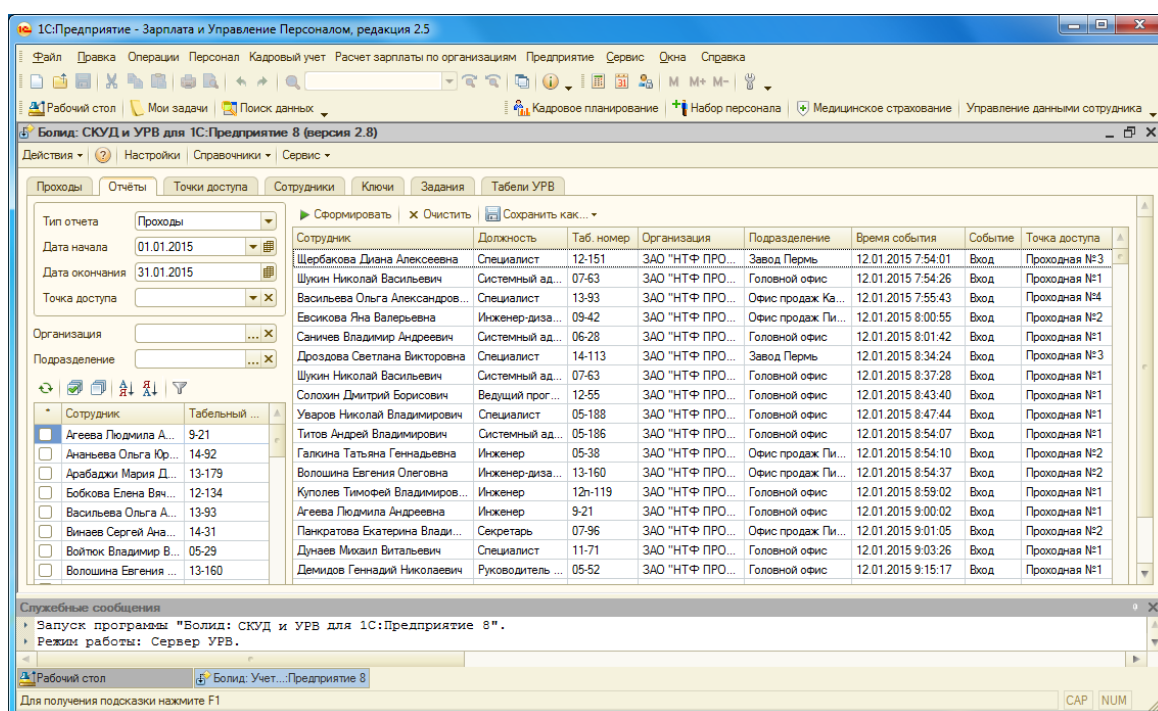 1С:Предприятие - Зарплата и Управление Персоналом, редакция 2.5
Файл Правка Операции Персонал Кадровый учет Расчет зарплаты по организациям Предприятие Сервис Окна Справка
M M+ M-
Рабочий стол Мои задачи Поиск данных Кадровое планирование Набор персонала Медицинское страхование Управление данными сотрудника
Болид: СКУД и УРВ для 1С:Предприятие 8 (версия 2.8)
Действия Настройки Справочники Сервис
Проходы Отчёты Точки доступа Сотрудники Ключи Задания Табели УРВ
Тип отчета Проходы
Дата начала 01.01.2015
Дата окончания 31.01.2015
Точка доступа
Организация
Подразделение
* Сотрудник Табельный ...
Агеева Людмила А... 9-21
Ананьева Ольга Юр... 14-92
Арабаджи Мария Д... 13-179
Бобкова Елена Вяч... 12-134
Васильева Ольга А... 13-93
Винаев Сергей Ана... 14-31
Войтюк Владимир В... 05-29
Волошина Евгения ... 13-160
Сформировать Очистить Сохранить как...
Сотрудник Должность Таб. номер Организация Подразделение Время события Событие Точка доступа
Щербакова Диана Алексеевна Специалист 12-151 ЗАО "НТФ ПРО... Завод Пермь 12.01.2015 7:54:01 Вход Проходная №3
Шукин Николай Васильевич Системный ад... 07-63 ЗАО "НТФ ПРО... Головной офис 12.01.2015 7:54:26 Вход Проходная №1
Васильева Ольга Александров... Специалист 13-93 ЗАО "НТФ ПРО... Офис продаж Ка... 12.01.2015 7:55:43 Вход Проходная №4
Евсикова Яна Валерьевна Инженер-диза... 09-42 ЗАО "НТФ ПРО... Офис продаж Пи... 12.01.2015 8:00:55 Вход Проходная №2
Саничев Владимир Андреевич Системный ад... 06-28 ЗАО "НТФ ПРО... Головной офис 12.01.2015 8:01:42 Вход Проходная №1
Дроздова Светлана Викторовна Специалист 14-113 ЗАО "НТФ ПРО... Завод Пермь 12.01.2015 8:34:24 Вход Проходная №3
Шукин Николай Васильевич Системный ад... 07-63 ЗАО "НТФ ПРО... Головной офис 12.01.2015 8:37:28 Вход Проходная №1
Солохин Дмитрий Борисович Ведущий прог... 12-55 ЗАО "НТФ ПРО... Головной офис 12.01.2015 8:43:40 Вход Проходная №1
Уваров Николай Владимирович Специалист 05-188 ЗАО "НТФ ПРО... Головной офис 12.01.2015 8:47:44 Вход Проходная №1
Титов Андрей Владимирович Системный ад... 05-186 ЗАО "НТФ ПРО... Головной офис 12.01.2015 8:54:07 Вход Проходная №1
Галкина Татьяна Геннадьевна Инженер 05-38 ЗАО "НТФ ПРО... Офис продаж Пи... 12.01.2015 8:54:10 Вход Проходная №2
Волошина Евгения Олеговна Инженер-диза... 13-160 ЗАО "НТФ ПРО... Офис продаж Пи... 12.01.2015 8:54:37 Вход Проходная №2
Куполев Тимофей Владимиров... Инженер 12п-119 ЗАО "НТФ ПРО... Головной офис 12.01.2015 8:59:02 Вход Проходная №1
Агеева Людмила Андреевна Инженер 9-21 ЗАО "НТФ ПРО... Головной офис 12.01.2015 9:00:02 Вход Проходная №1
Панкратова Екатерина Влади... Секретарь 07-96 ЗАО "НТФ ПРО... Офис продаж Пи... 12.01.2015 9:01:05 Вход Проходная №2
Дунаев Михаил Витальевич Специалист 11-71 ЗАО "НТФ ПРО... Головной офис 12.01.2015 9:03:26 Вход Проходная №1
Демидов Геннадий Николаевич Руководитель ... 05-52 ЗАО "НТФ ПРО... Головной офис 12.01.2015 9:15:17 Вход Проходная №1
Служебные сообщения
Запуск программы "Болид: СКУД и УРВ для 1С:Предприятие 8".
Режим работы: Сервер УРВ.
Рабочий стол Болид: Учет...:Предприятие 8
Для получения подсказки нажмите F1 CAP NUM